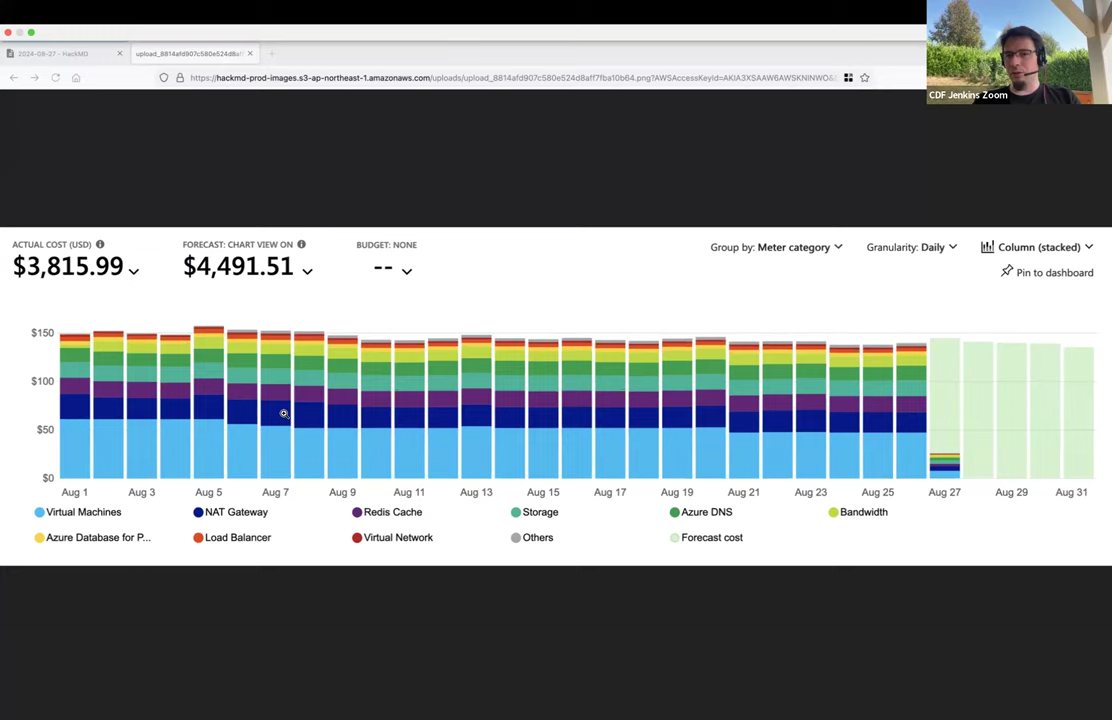 2024-08-27 - HackMD
upload_8814afd907c580e524d8aff
https://hackmd-prod-images.s3-ap-northeast-1.amazonaws.com/uploads/upload_8814afd907c580e524d8aff7fba10b64.png?AWSAccessKeyId=AKIA3XSAAW6AWSKNINWO&
CDF Jenkins Zoom
ACTUAL COST (USD)
FORECAST: CHART VIEW ON
BUDGET: NONE
$3,815.99
$4,491.51
--
Group by: Meter category
Granularity: Daily
Column (stacked)
Pin to dashboard
$150
$100
$50
$0
Aug 1 Aug 3 Aug 5 Aug 7 Aug 9 Aug 11 Aug 13 Aug 15 Aug 17 Aug 19 Aug 21 Aug 23 Aug 25 Aug 27 Aug 29 Aug 31
Virtual Machines NAT Gateway Redis Cache Storage Azure DNS Bandwidth
Azure Database for P... Load Balancer Virtual Network Others Forecast cost